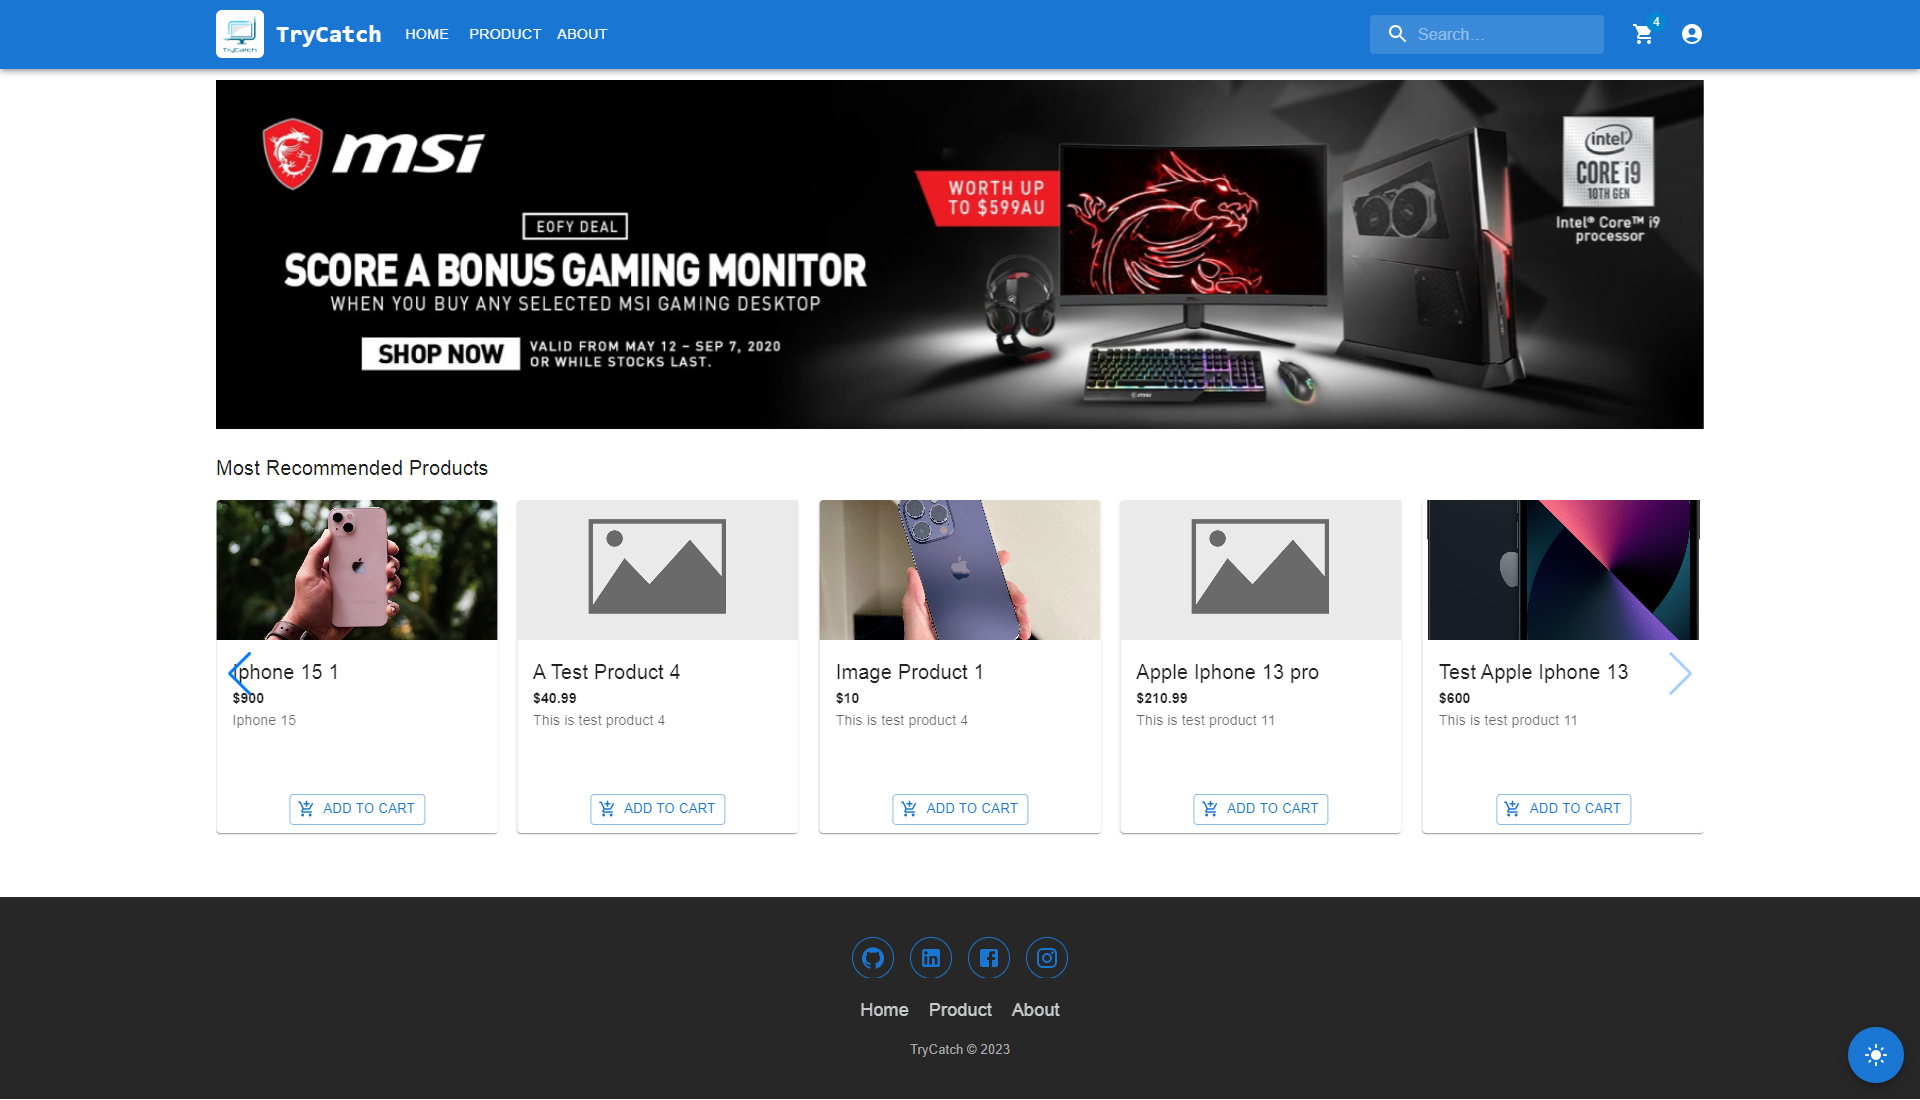 TryCatch
TryCatch
HOME
PRODUCT
ABOUT
Search…
4
msi
EOFY DEAL
SCORE A BONUS GAMING MONITOR
WHEN YOU BUY ANY SELECTED MSI GAMING DESKTOP
SHOP NOW
VALID FROM MAY 12 – SEP 7, 2020
OR WHILE STOCKS LAST.
WORTH UP
TO $599AU
msi
intel
CORE i9
10TH GEN
Intel® Core™ i9
processor
Most Recommended Products
Iphone 15 1
$900
Iphone 15
ADD TO CART
A Test Product 4
$40.99
This is test product 4
ADD TO CART
Image Product 1
$10
This is test product 4
ADD TO CART
Apple Iphone 13 pro
$210.99
This is test product 11
ADD TO CART
Test Apple Iphone 13
$600
This is test product 11
ADD TO CART
Home
Product
About
TryCatch © 2023